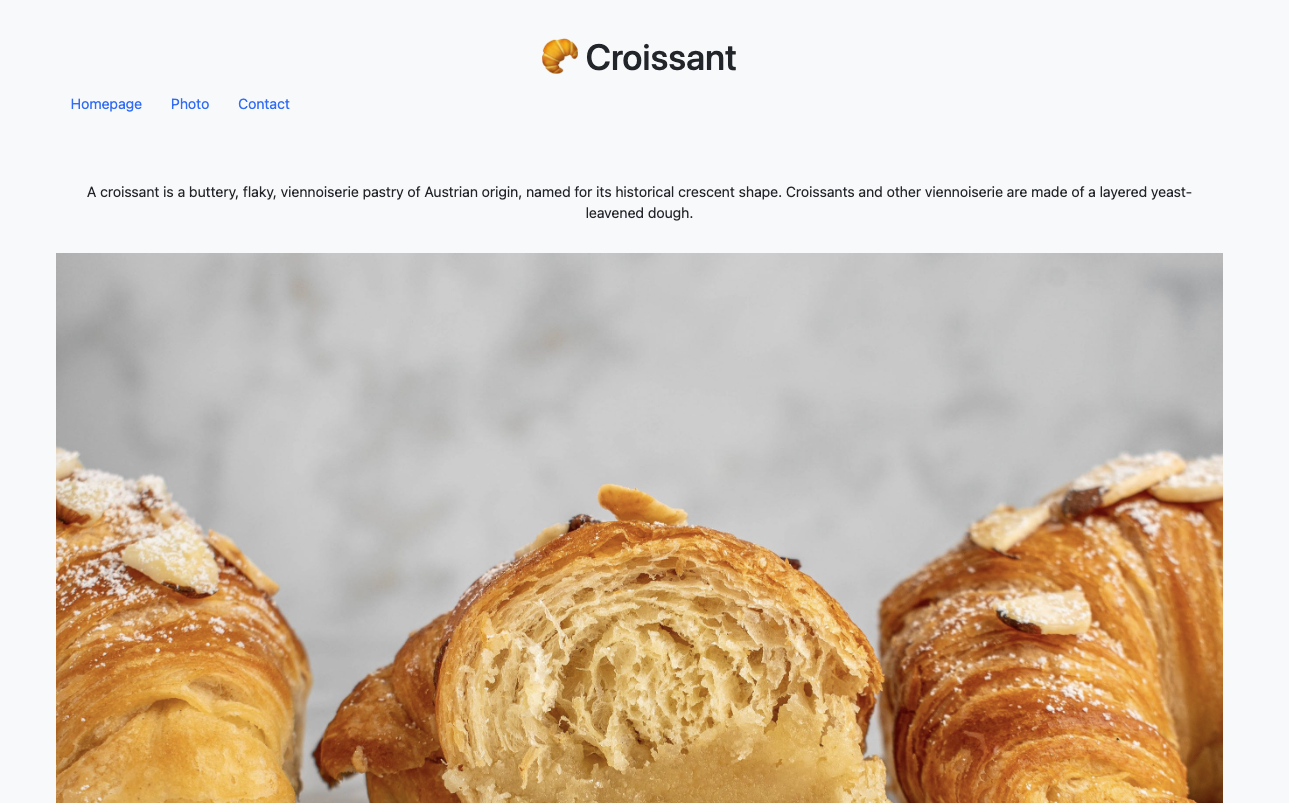 🥐 Croissant
Homepage Photo Contact
A croissant is a buttery, flaky, viennoiserie pastry of Austrian origin, named for its historical crescent shape. Croissants and other viennoiserie are made of a layered yeast-
leavened dough.